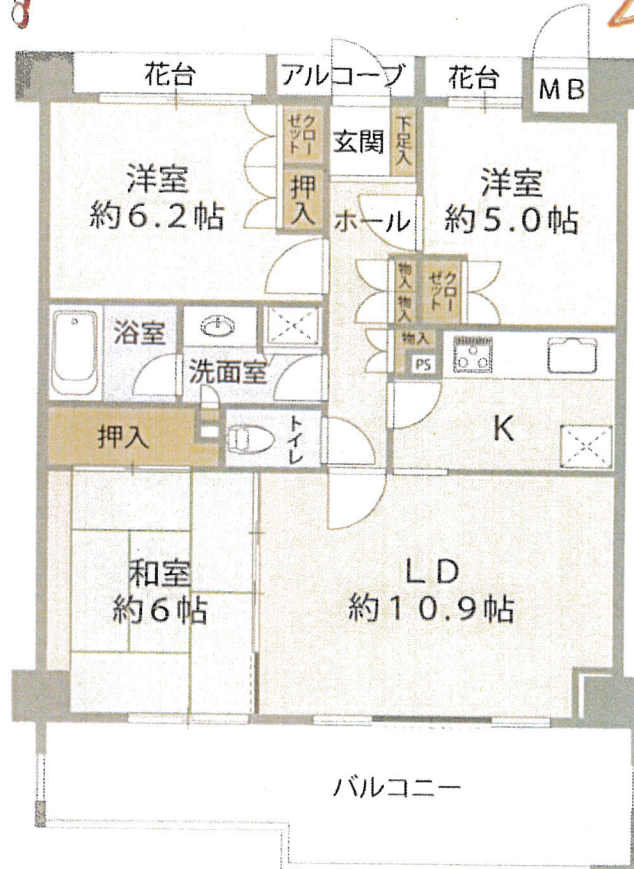 花台
アルコーブ
花台
MB
洋室
約6.2帖
クローゼット
押入
玄関
下足入
ホール
洋室
約5.0帖
物入
物入
クローゼット
物入
PS
浴室
洗面室
押入
トイレ
K
和室
約6帖
LD
約10.9帖
バルコニー